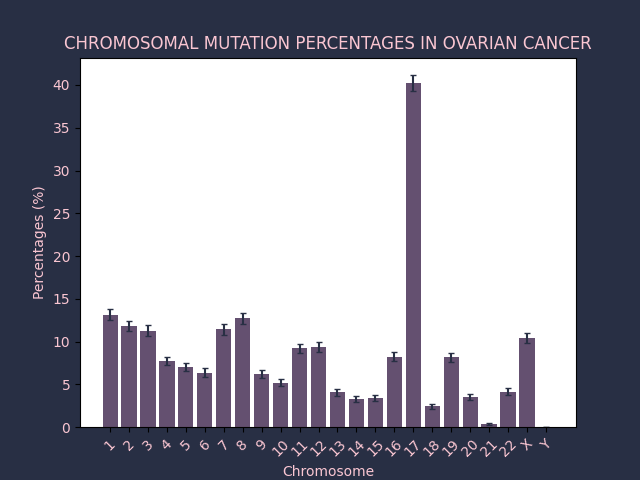 CHROMOSOMAL MUTATION PERCENTAGES IN OVARIAN CANCER
Percentages (%)
40
35
30
25
20
15
10
5
0
1 2 3 4 5 6 7 8 9 10 11 12 13 14 15 16 17 18 19 20 21 22 X Y
Chromosome